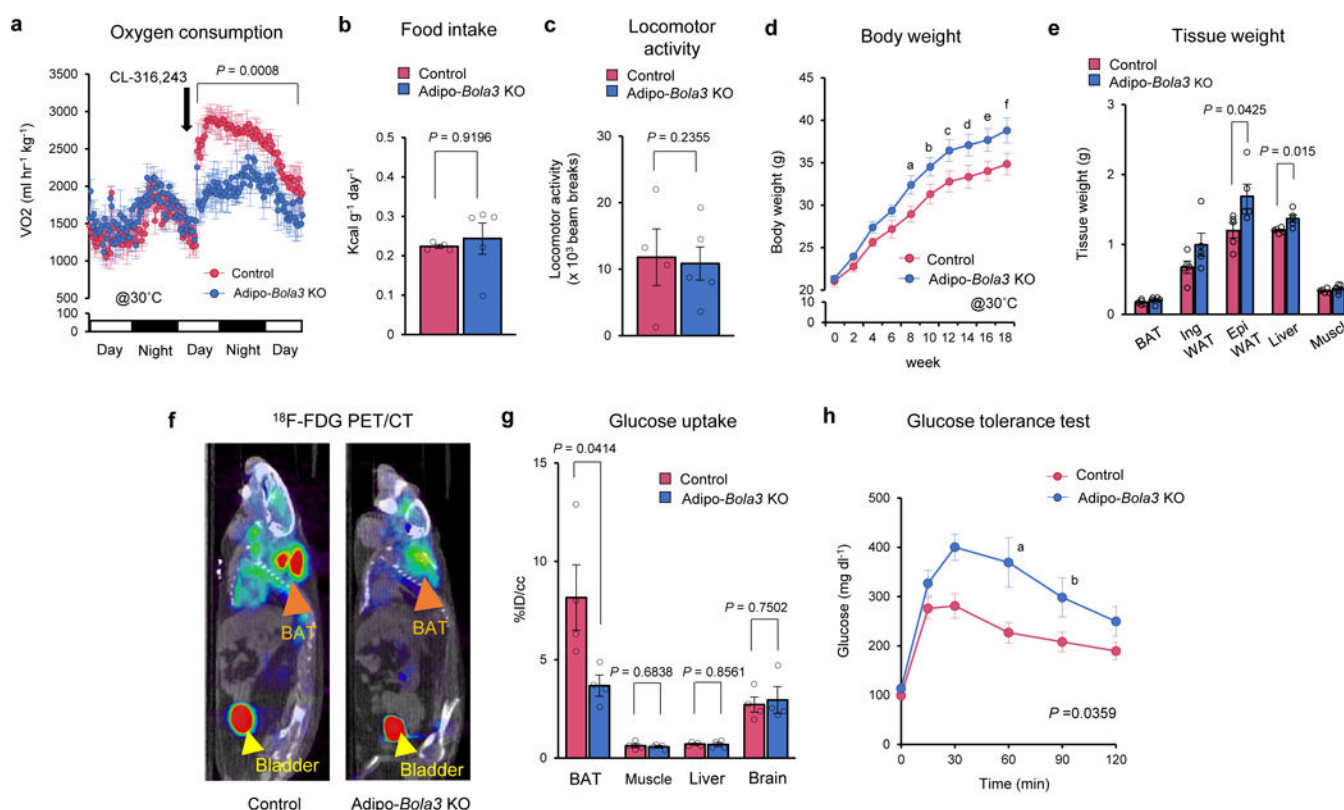 a
Oxygen consumption
CL-316,243
P = 0.0008
VO2 (ml hr⁻¹ kg⁻¹)
3500
3000
2500
2000
1500
1000
500
100
0
Control
Adipo-Bola3 KO
@30˚C
Day Night Day Night Day
b
Food intake
Control
Adipo-Bola3 KO
P = 0.9196
Kcal g⁻¹ day⁻¹
0.5
0.4
0.3
0.2
0.1
0
c
Locomotor
activity
Control
Adipo-Bola3 KO
P = 0.2355
Locomotor activity
(x 10³ beam breaks)
30
20
10
0
d
Body weight
Control
Adipo-Bola3 KO
Body weight (g)
45
40
35
30
25
20
10
0
a b c d e f
@30˚C
0 2 4 6 8 10 12 14 16 18
week
e
Tissue weight
Control
Adipo-Bola3 KO
P = 0.0425
P = 0.015
Tissue weight (g)
3
2
1
0
BAT
Ing
WAT
Epi
WAT
Liver
Muscle
f
¹⁸F-FDG PET/CT
BAT
BAT
Bladder
Bladder
Control
Adipo-Bola3 KO
g
Glucose uptake
P = 0.0414
Control
Adipo-Bola3 KO
P = 0.6838
P = 0.8561
P = 0.7502
%ID/cc
15
10
5
0
BAT Muscle Liver Brain
h
Glucose tolerance test
Control
Adipo-Bola3 KO
Glucose (mg dl⁻¹)
500
400
300
200
100
0
a
b
P =0.0359
0 30 60 90 120
Time (min)